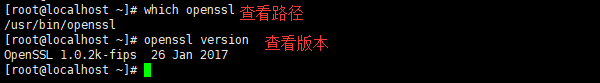 [root@localhost ~]# which openssl 查看路径
/usr/bin/openssl
[root@localhost ~]# openssl version 查看版本
OpenSSL 1.0.2k-fips  26 Jan 2017
[root@localhost ~]#